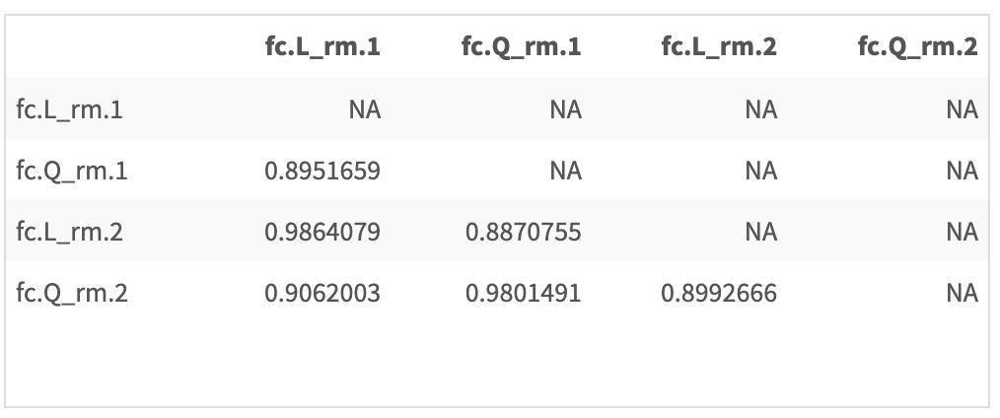 fc.L_rm.1 fc.Q_rm.1 fc.L_rm.2 fc.Q_rm.2
fc.L_rm.1 NA NA NA NA
fc.Q_rm.1 0.8951659 NA NA NA
fc.L_rm.2 0.9864079 0.8870755 NA NA
fc.Q_rm.2 0.9062003 0.9801491 0.8992666 NA